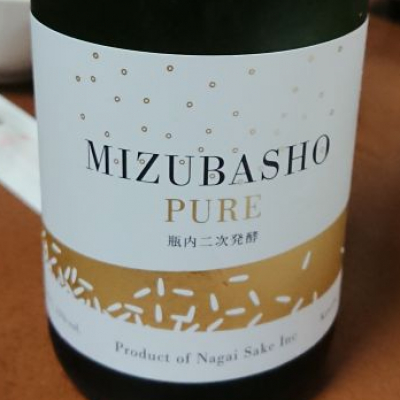 MIZUBASHO
PURE
瓶内二次発酵
Product of Nagai Sake Inc